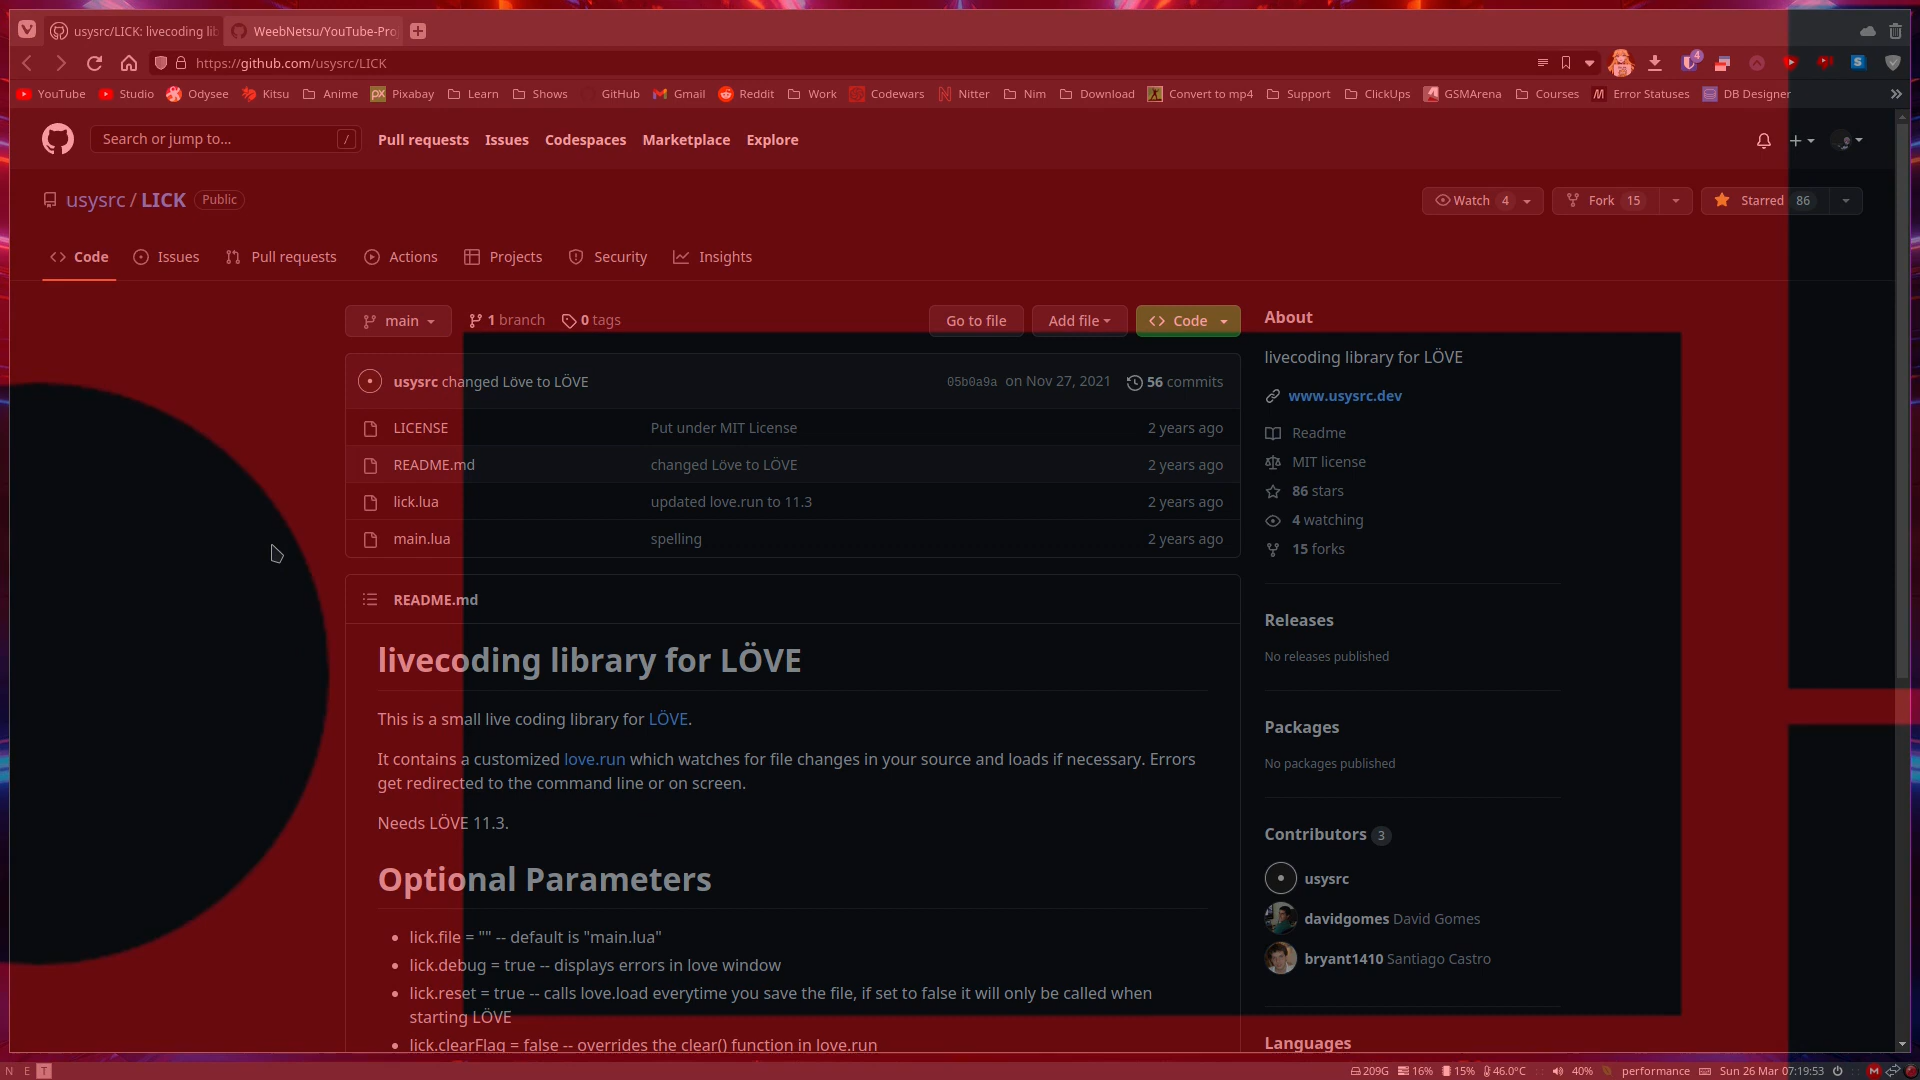 usysrc/LICK: livecoding lib
WeebNetsu/YouTube-Pro
https://github.com/usysrc/LICK
4
YouTube Studio Odysee Kitsu Anime Pixabay Learn Shows GitHub Gmail Reddit Work Codewars Nitter Nim Download Convert to mp4 Support ClickUps GSMArena Courses Error Statuses DB Designer
Search or jump to... / Pull requests Issues Codespaces Marketplace Explore
usysrc / LICK Public
Watch 4 Fork 15 Starred 86
Code Issues Pull requests Actions Projects Security Insights
main 1 branch 0 tags Go to file Add file Code
usysrc changed Löve to LÖVE 05b0a9a on Nov 27, 2021 56 commits
LICENSE Put under MIT License 2 years ago
README.md changed Löve to LÖVE 2 years ago
lick.lua updated love.run to 11.3 2 years ago
main.lua spelling 2 years ago
README.md
livecoding library for LÖVE
This is a small live coding library for LÖVE.
It contains a customized love.run which watches for file changes in your source and loads if necessary. Errors
get redirected to the command line or on screen.
Needs LÖVE 11.3.
Optional Parameters
lick.file = "" -- default is "main.lua"
lick.debug = true -- displays errors in love window
lick.reset = true -- calls love.load everytime you save the file, if set to false it will only be called when
starting LÖVE
lick.clearFlag = false -- overrides the clear() function in love.run
About
livecoding library for LÖVE
www.usysrc.dev
Readme
MIT license
86 stars
4 watching
15 forks
Releases
No releases published
Packages
No packages published
Contributors 3
usysrc
davidgomes David Gomes
bryant1410 Santiago Castro
Languages
N E T
209G 16% 15% 46.0°C 40% performance Sun 26 Mar 07:19:53